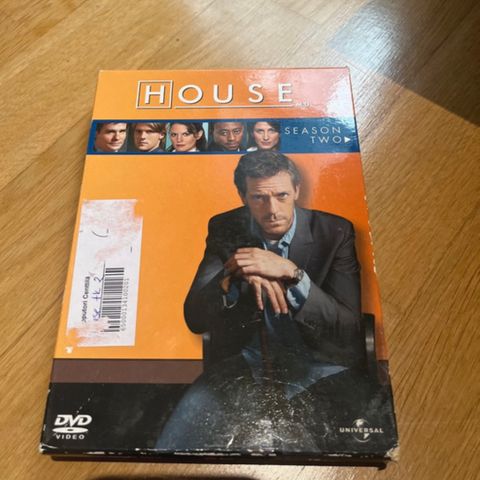 HOUSE M.D.
SEASON
TWO
DVD
VIDEO
UNIVERSAL